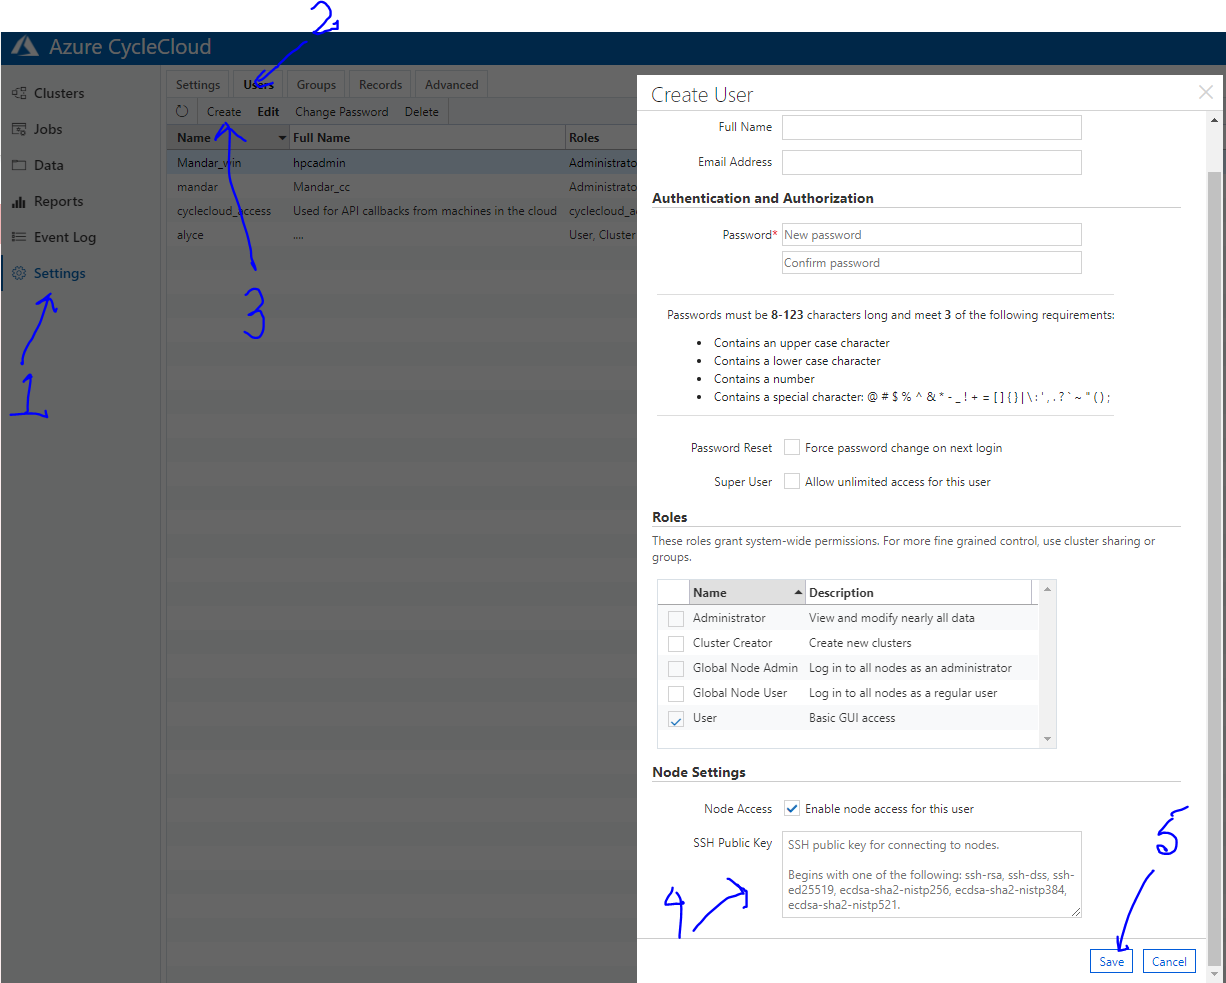 2
Azure CycleCloud
Clusters
Jobs
Data
Reports
Event Log
Settings
1
Settings Users Groups Records Advanced
Create Edit Change Password Delete
Name Full Name Roles
Mandar_win hpcadmin Administrato
mandar Mandar_cc Administrato
cyclecloud_access Used for API callbacks from machines in the cloud cyclecloud_a
alyce .... User, Cluster
3
Create User
Full Name
Email Address
Authentication and Authorization
Password* New password
Confirm password
Passwords must be 8-123 characters long and meet 3 of the following requirements:
• Contains an upper case character
• Contains a lower case character
• Contains a number
• Contains a special character: @ # $ % ^ & * - _ ! + = [ ] { } | \ : ' , . ? ` ~ " ( ) ;
Password Reset Force password change on next login
Super User Allow unlimited access for this user
Roles
These roles grant system-wide permissions. For more fine grained control, use cluster sharing or
groups.
Name Description
Administrator View and modify nearly all data
Cluster Creator Create new clusters
Global Node Admin Log in to all nodes as an administrator
Global Node User Log in to all nodes as a regular user
User Basic GUI access
Node Settings
Node Access Enable node access for this user
SSH Public Key SSH public key for connecting to nodes.
Begins with one of the following: ssh-rsa, ssh-dss, ssh-
ed25519, ecdsa-sha2-nistp256, ecdsa-sha2-nistp384,
ecdsa-sha2-nistp521.
4
5
Save Cancel